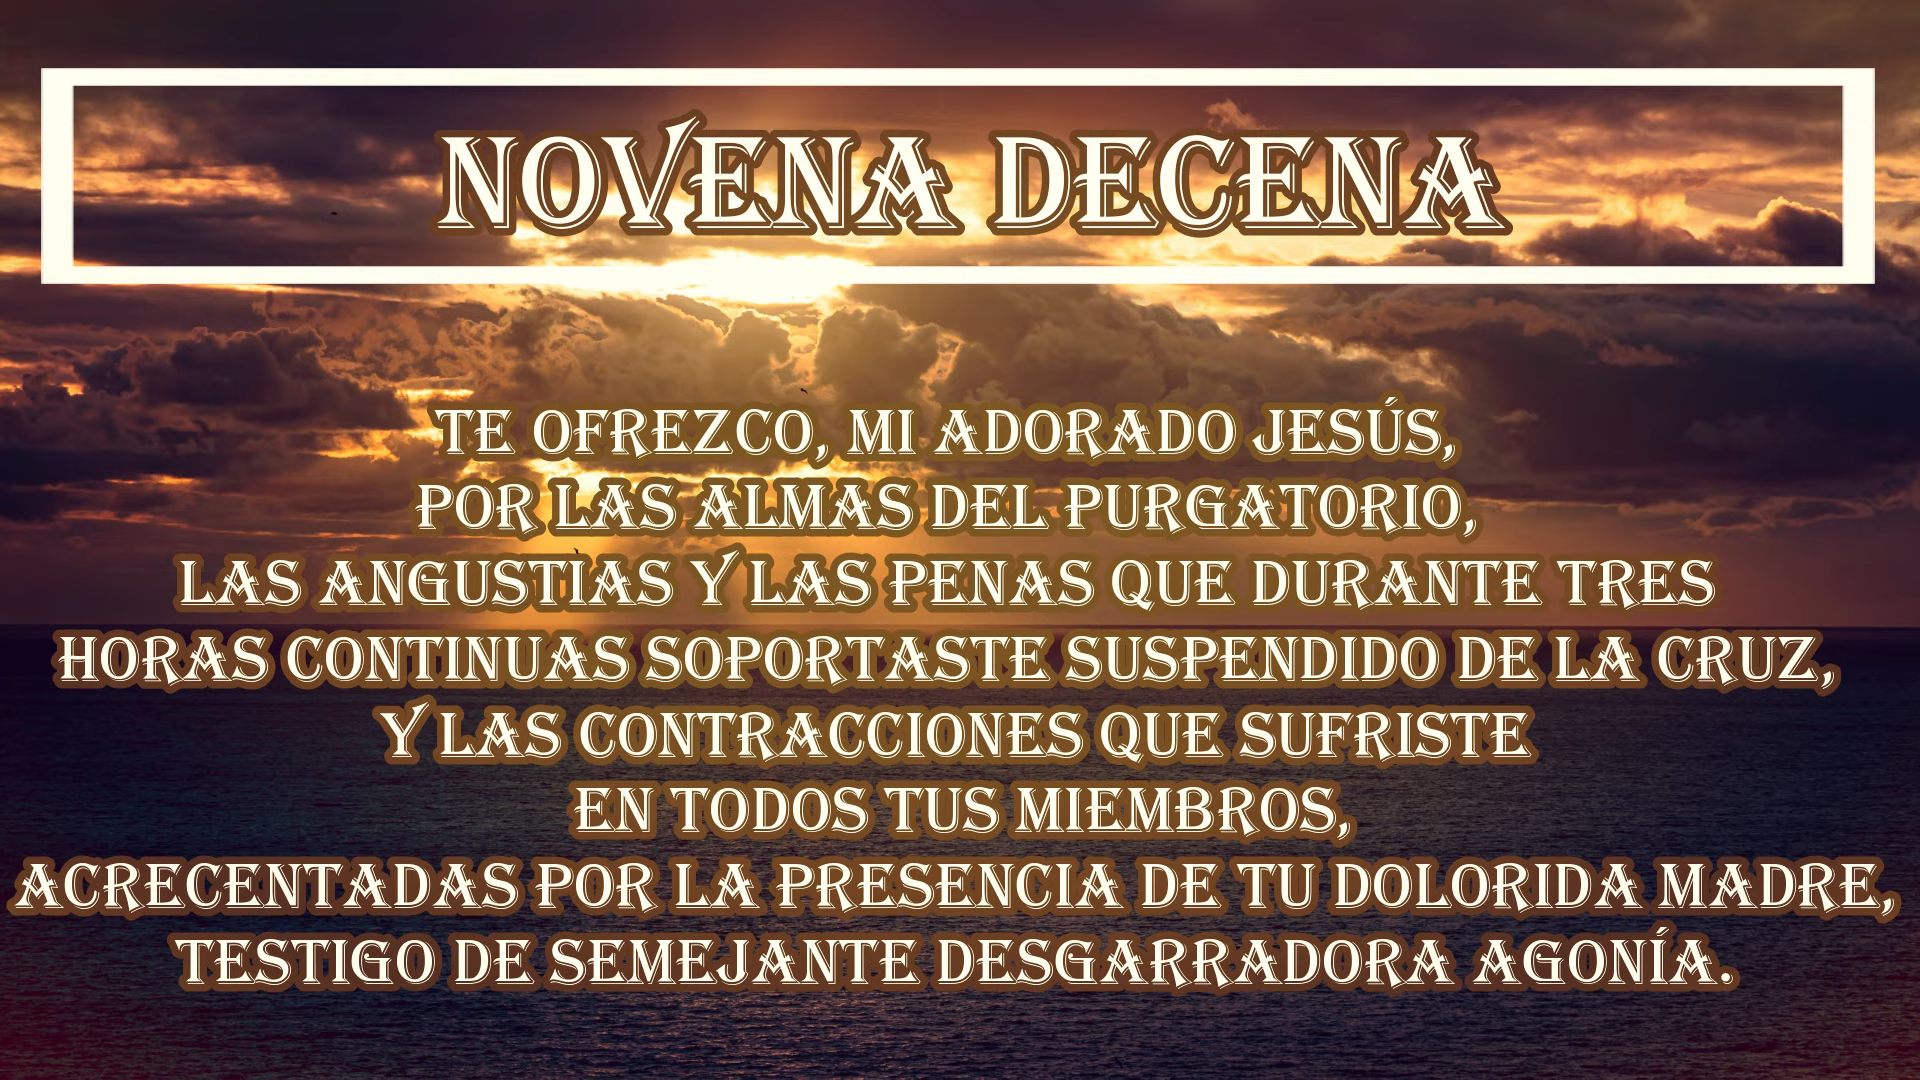 NOVENA DECENA
TE OFREZCO, MI ADORADO JESÚS,
POR LAS ALMAS DEL PURGATORIO,
LAS ANGUSTIAS Y LAS PENAS QUE DURANTE TRES
HORAS CONTINUAS SOPORTASTE SUSPENDIDO DE LA CRUZ,
Y LAS CONTRACCIONES QUE SUFRISTE
EN TODOS TUS MIEMBROS,
ACRECENTADAS POR LA PRESENCIA DE TU DOLORIDA MADRE,
TESTIGO DE SEMEJANTE DESGARRADORA AGONÍA.